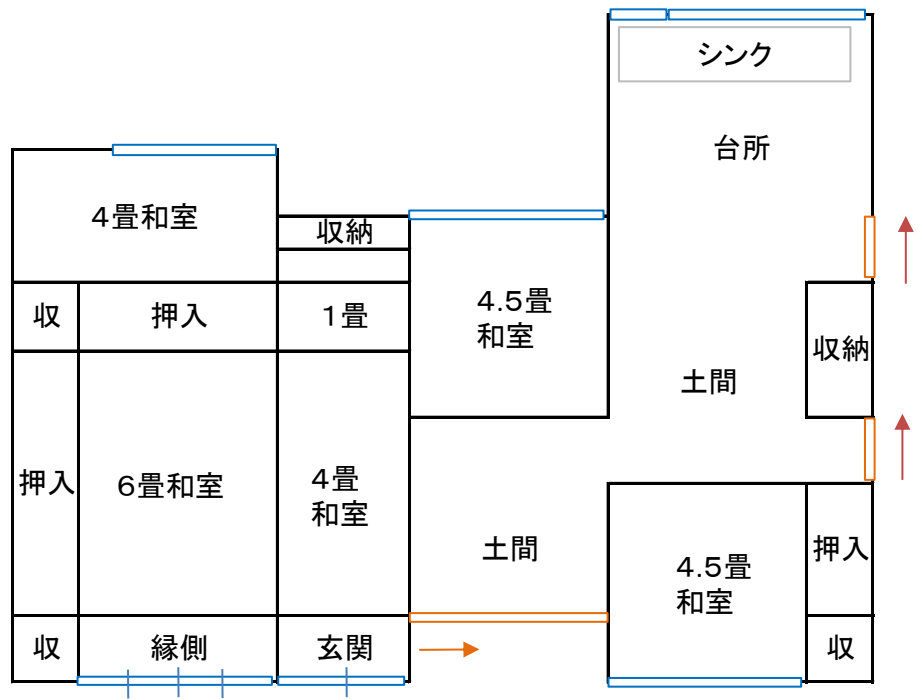 シンク
台所
4畳和室
収納
収
押入
1畳
4.5畳
和室
収納
土間
押入
6畳和室
4畳
和室
土間
4.5畳
和室
押入
収
縁側
玄関
収